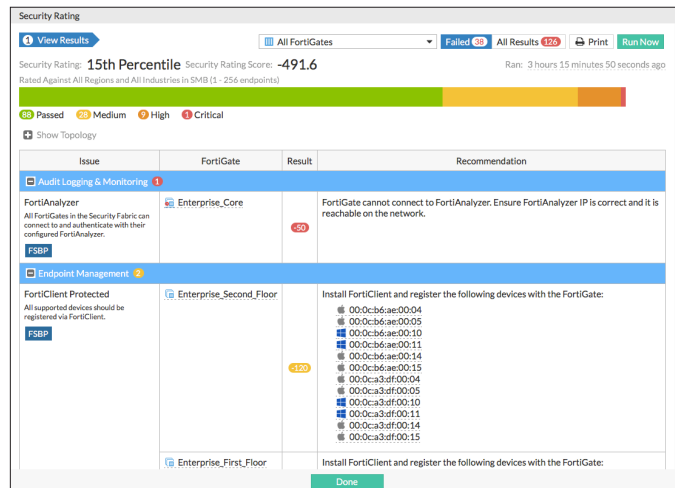 Security Rating
1 View Results
All FortiGates
Failed 38 All Results 126 Print Run Now
Security Rating: 15th Percentile Security Rating Score: -491.6
Ran: 3 hours 15 minutes 50 seconds ago
Rated Against All Regions and All Industries in SMB (1 - 256 endpoints)
88 Passed 28 Medium 9 High 1 Critical
Show Topology
Issue FortiGate Result Recommendation
Audit Logging & Monitoring 1
FortiAnalyzer
All FortiGates in the Security Fabric can
connect to and authenticate with their
configured FortiAnalyzer.
FSBP
Enterprise_Core
-50
FortiGate cannot connect to FortiAnalyzer. Ensure FortiAnalyzer IP is correct and it is
reachable on the network.
Endpoint Management 2
FortiClient Protected
All supported devices should be
registered via FortiClient.
FSBP
Enterprise_Second_Floor
-120
Install FortiClient and register the following devices with the FortiGate:
00:0c:b6:ae:00:04
00:0c:b6:ae:00:05
00:0c:b6:ae:00:10
00:0c:b6:ae:00:11
00:0c:b6:ae:00:14
00:0c:b6:ae:00:15
00:0c:a3:df:00:04
00:0c:a3:df:00:05
00:0c:a3:df:00:10
00:0c:a3:df:00:11
00:0c:a3:df:00:14
00:0c:a3:df:00:15
Enterprise_First_Floor
Install FortiClient and register the following devices with the FortiGate:
Done